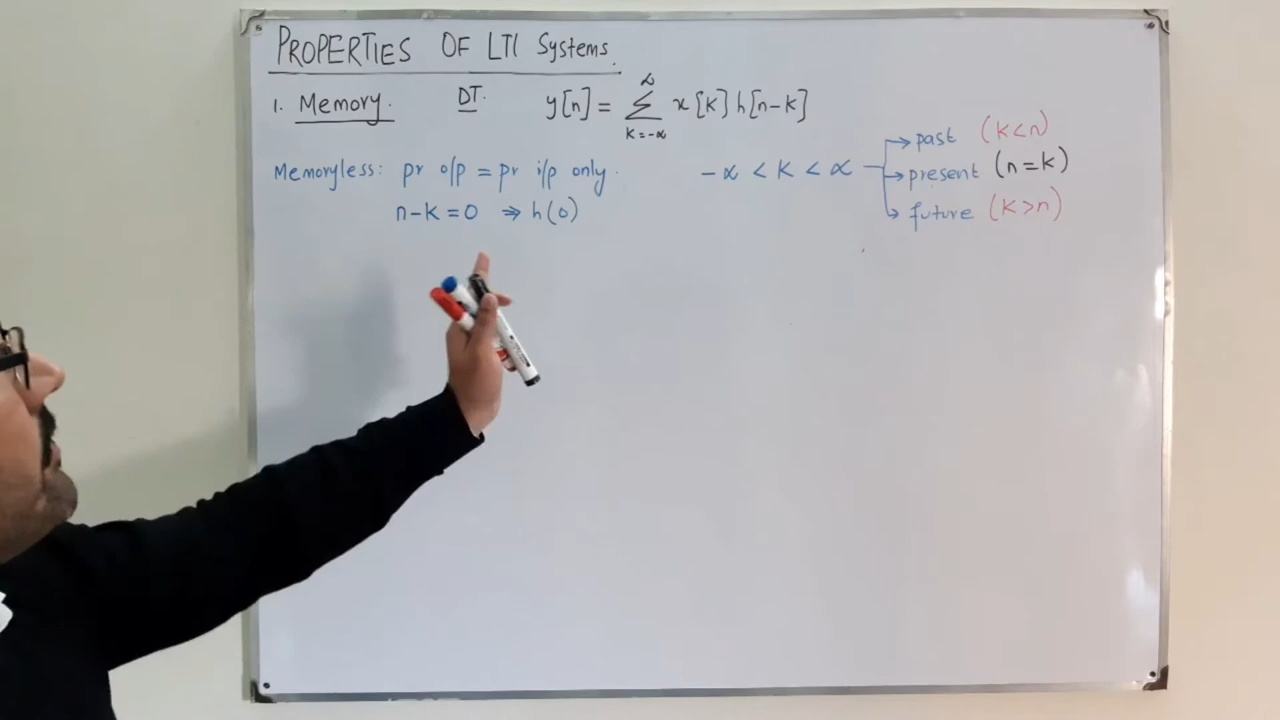 PROPERTIES OF LTI Systems.
1. Memory. DT. y[n] = ∑ x[k] h[n-k]
∞
k=-∞
Memoryless: pr o/p = pr i/p only.
n-k=0 ⇒ h(0)
-∞ < k < ∞
past (k<n)
present (n=k)
future (k>n)